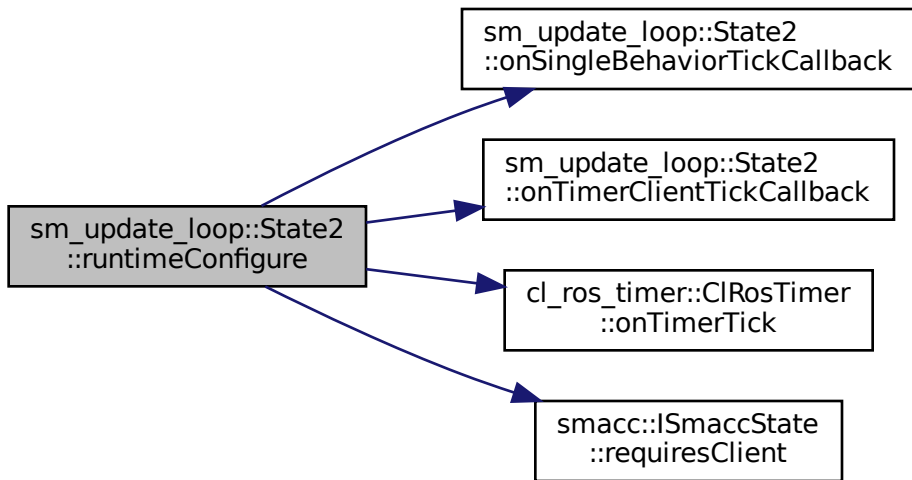 sm_update_loop::State2
::runtimeConfigure
sm_update_loop::State2
::onSingleBehaviorTickCallback
sm_update_loop::State2
::onTimerClientTickCallback
cl_ros_timer::ClRosTimer
::onTimerTick
smacc::ISmaccState
::requiresClient